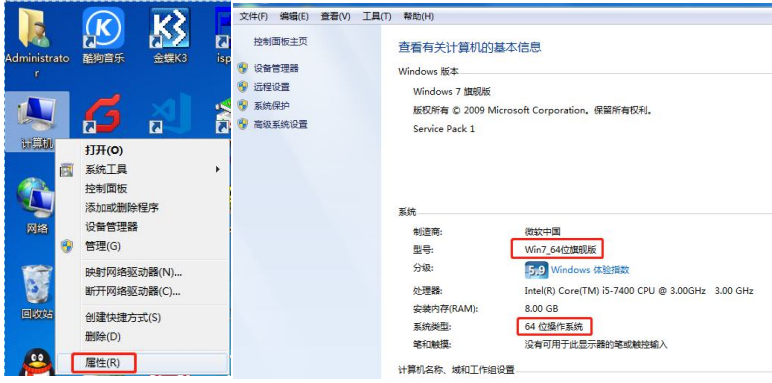 Administrato
r
酷狗音乐
金蝶K3
isp
计算机
网络
回收站
打开(O)
系统工具
控制面板
添加或删除程序
设备管理器
管理(G)
映射网络驱动器(N)...
断开网络驱动器(C)...
创建快捷方式(S)
删除(D)
属性(R)
文件(F) 编辑(E) 查看(V) 工具(T) 帮助(H)
控制面板主页
设备管理器
远程设置
系统保护
高级系统设置
查看有关计算机的基本信息
Windows 版本
Windows 7 旗舰版
版权所有 © 2009 Microsoft Corporation。保留所有权利。
Service Pack 1
系统
制造商: 微软中国
型号: Win7_64位旗舰版
分级: 5.9 Windows 体验指数
处理器: Intel(R) Core(TM) i5-7400 CPU @ 3.00GHz 3.00 GHz
安装内存(RAM): 8.00 GB
系统类型: 64 位操作系统
笔和触摸: 没有可用于此显示器的笔或触控输入
计算机名称、域和工作组设置